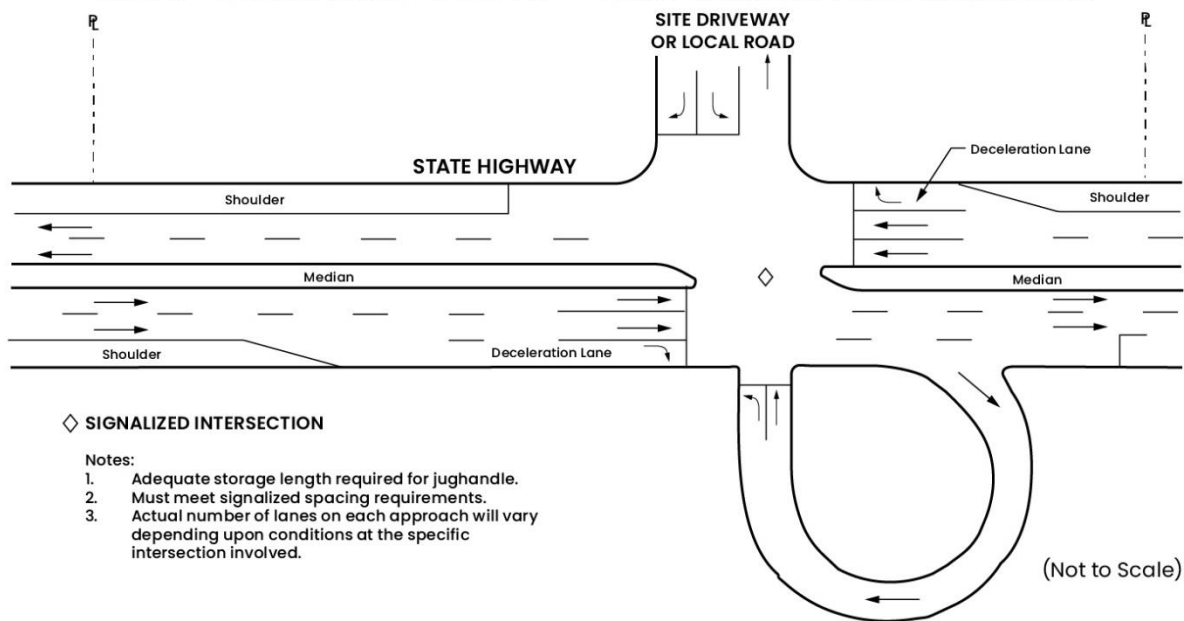 ℄
SITE DRIVEWAY
OR LOCAL ROAD
℄
STATE HIGHWAY
Deceleration Lane
Shoulder
Shoulder
Median
Median
Shoulder
Deceleration Lane
◇ SIGNALIZED INTERSECTION
Notes:
1. Adequate storage length required for jughandle.
2. Must meet signalized spacing requirements.
3. Actual number of lanes on each approach will vary
depending upon conditions at the specific
intersection involved.
(Not to Scale)